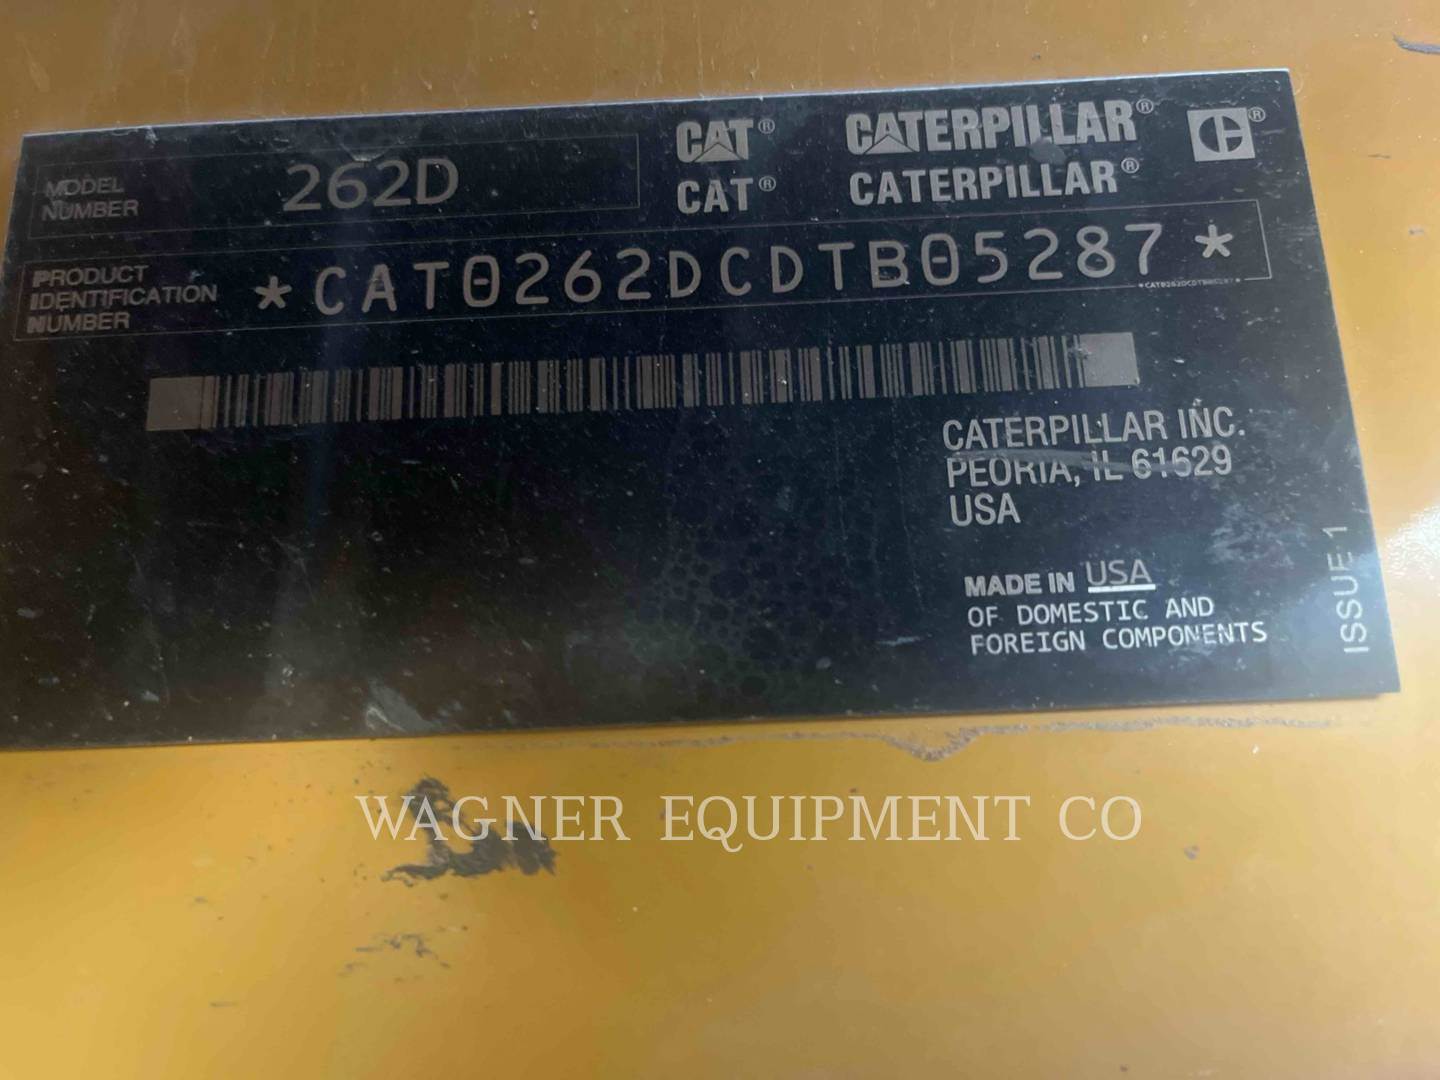 MODEL NUMBER 262D
CAT® CATERPILLAR® ®
CAT® CATERPILLAR®
PRODUCT IDENTIFICATION NUMBER *CAT0262DCDTB05287*
*CAT0262DCDTB05287*
CATERPILLAR INC.
PEORIA, IL 61629
USA
MADE IN USA
OF DOMESTIC AND
FOREIGN COMPONENTS
ISSUE 1
WAGNER EQUIPMENT CO